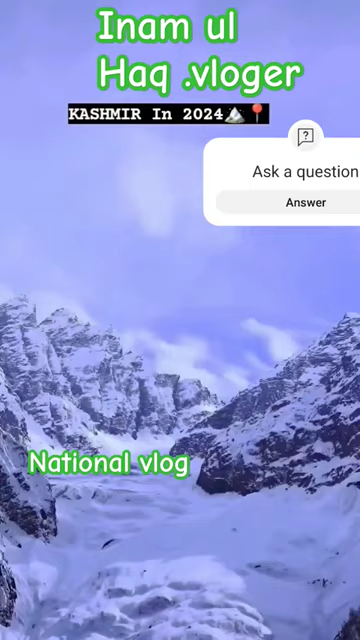 Inam ul
Haq .vloger
KASHMIR In 2024🏔️📍
Ask a question
Answer
National vlog